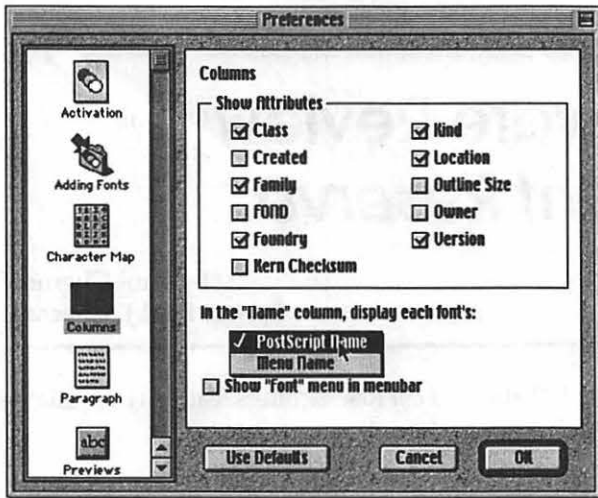 Preferences
Activation
Adding Fonts
Character Map
Columns
Paragraph
abc
Previews
Columns
Show Attributes
Class
Created
Family
FOND
Foundry
Kern Checksum
Kind
Location
Outline Size
Owner
Version
In the "Name" column, display each font's:
✓ PostScript Name
Menu Name
Show "Font" menu in menubar
Use Defaults
Cancel
OK